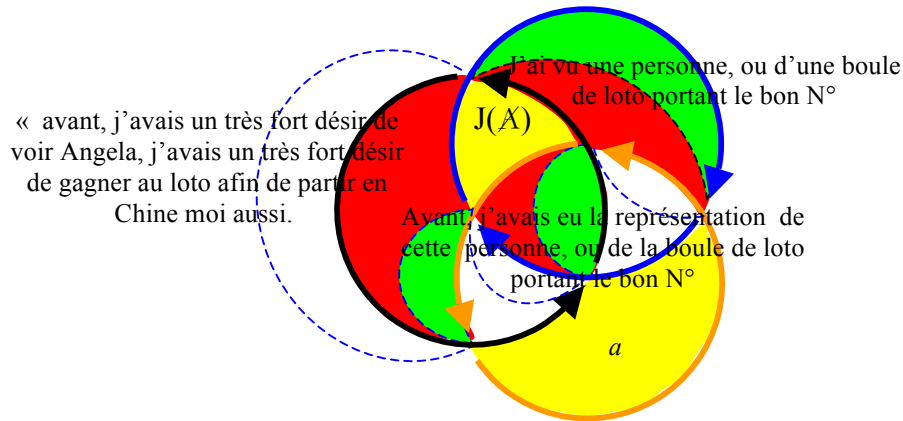 J'ai vu une personne, ou d'une boule
de loto portant le bon N°
J(A̸)
«  avant, j'avais un très fort désir de
voir Angela, j'avais un très fort désir
de gagner au loto afin de partir en
Chine moi aussi.
Avant, j'avais eu la représentation  de
cette  personne, ou de la boule de loto
portant le bon N°
a